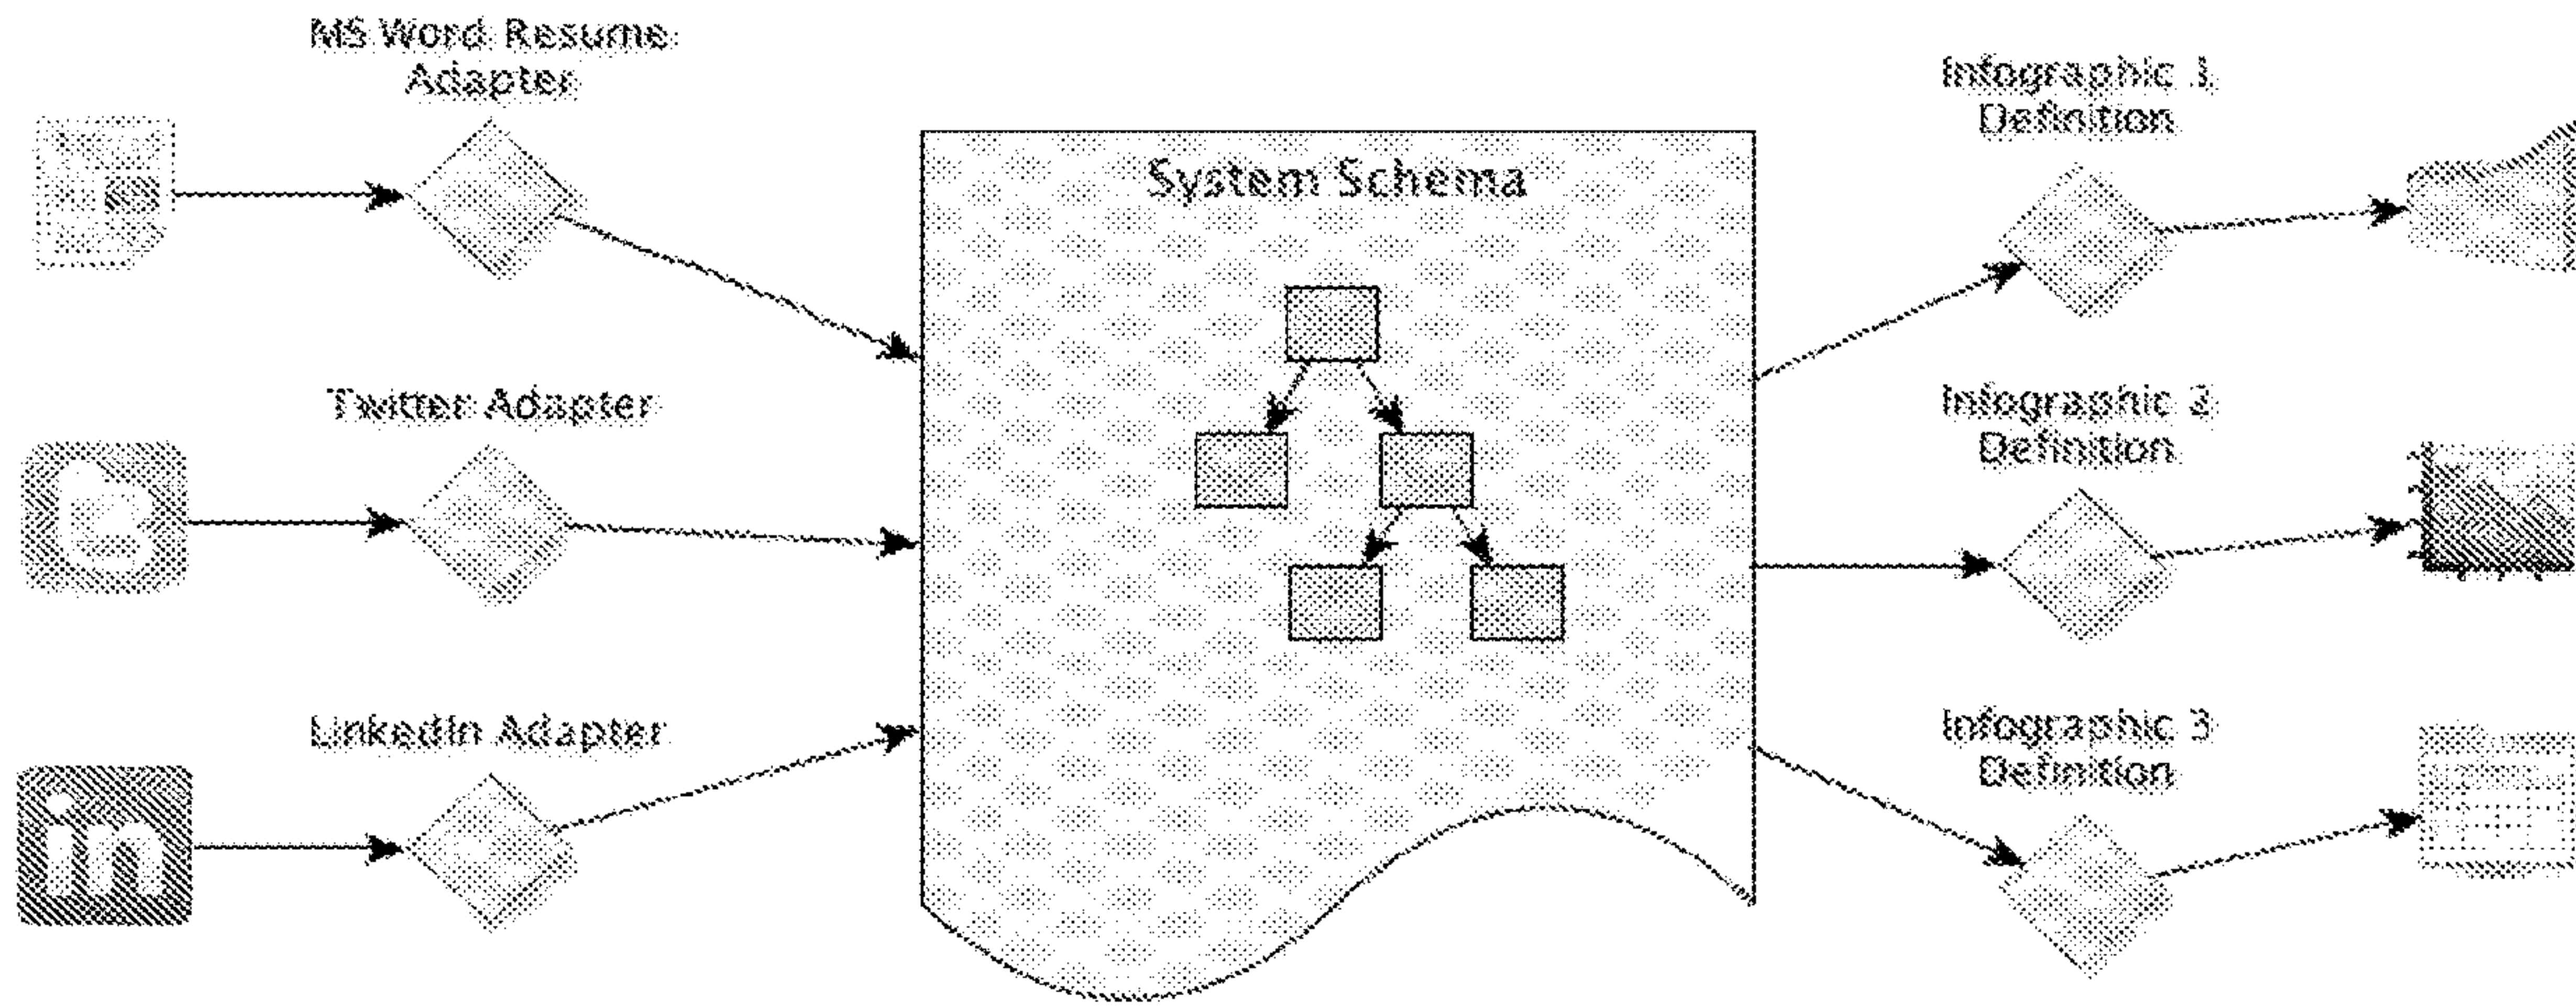 MS Word Resume
Adapter
Infographic 1
Definition
System Schema
Twitter Adapter
Infographic 2
Definition
LinkedIn Adapter
Infographic 3
Definition
in